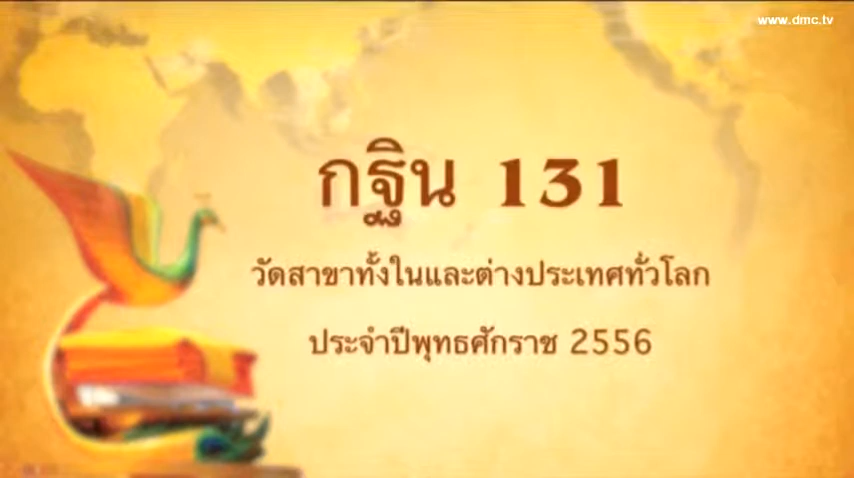 www.dmc.tv
กฐิน 131
วัดสาขาทั้งในและต่างประเทศทั่วโลก
ประจำปีพุทธศักราช 2556